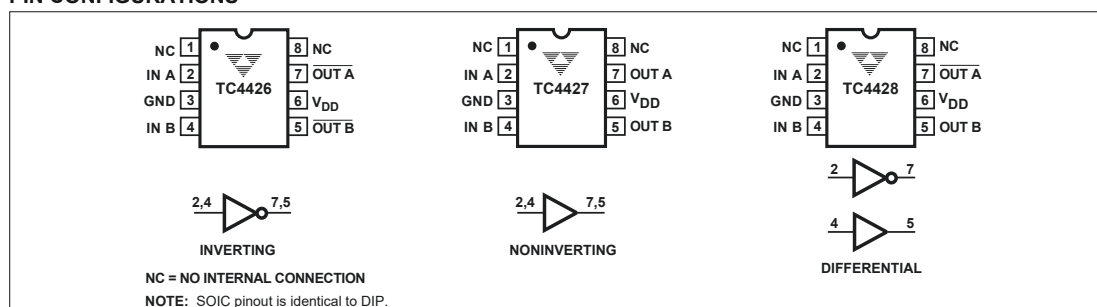 NC 1 8 NC
IN A 2 7 OUT A
GND 3 6 VDD
IN B 4 5 OUT B
TC4426
2,4 7,5
INVERTING
NC = NO INTERNAL CONNECTION
NOTE: SOIC pinout is identical to DIP.
NC 1 8 NC
IN A 2 7 OUT A
GND 3 6 VDD
IN B 4 5 OUT B
TC4427
2,4 7,5
NONINVERTING
NC 1 8 NC
IN A 2 7 OUT A
GND 3 6 VDD
IN B 4 5 OUT B
TC4428
2 7
4 5
DIFFERENTIAL